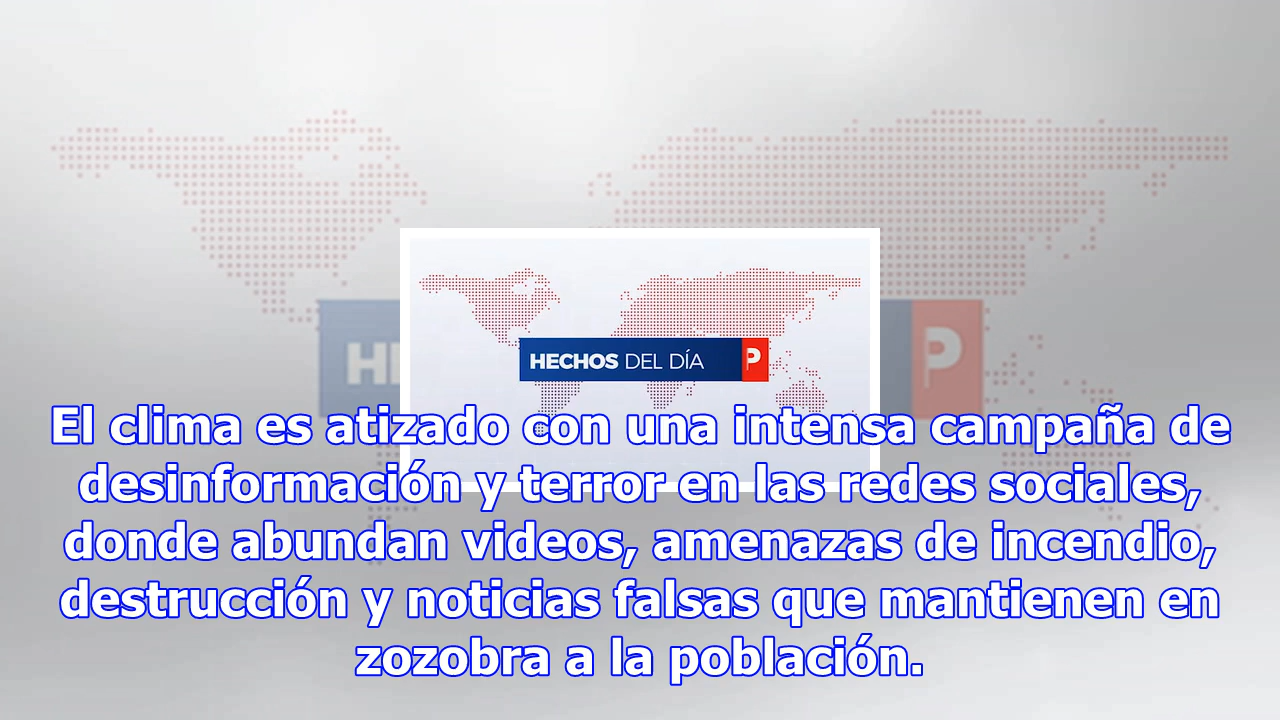 HECHOS DEL DÍA P
HE P
El clima es atizado con una intensa campaña de
desinformación y terror en las redes sociales,
donde abundan videos, amenazas de incendio,
destrucción y noticias falsas que mantienen en
zozobra a la población.